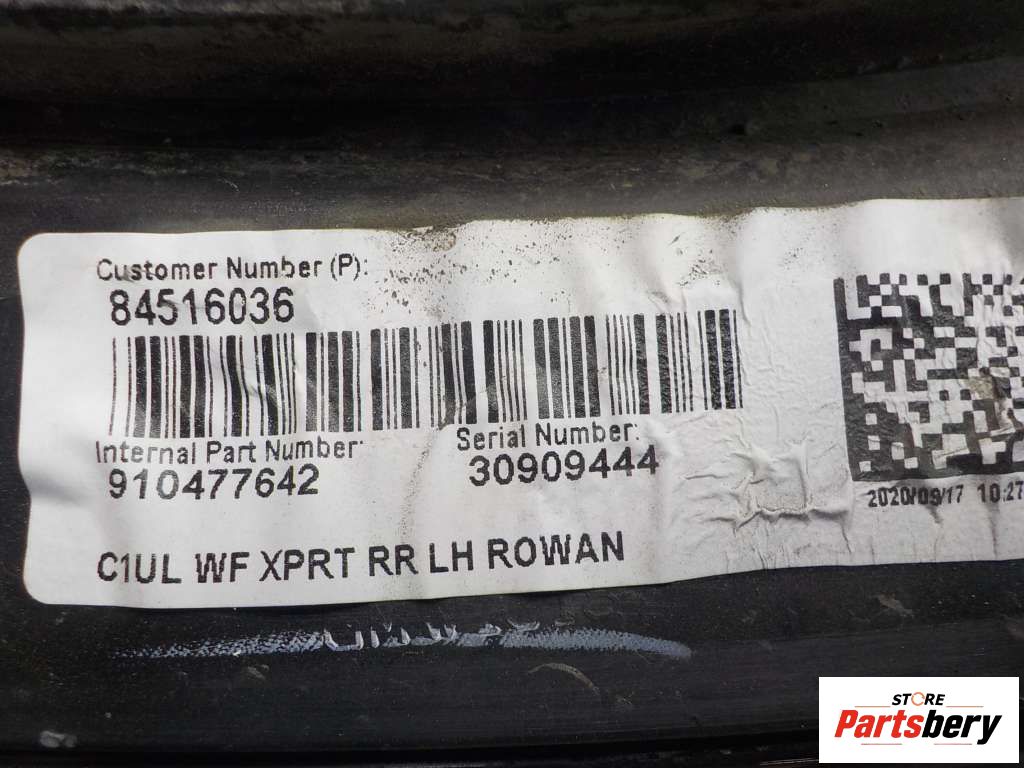 Customer Number (P):
84516036
Internal Part Number:
910477642
Serial Number:
30909444
2020/09/17 10:27
C1UL WF XPRT RR LH ROWAN
STORE
Partsbery